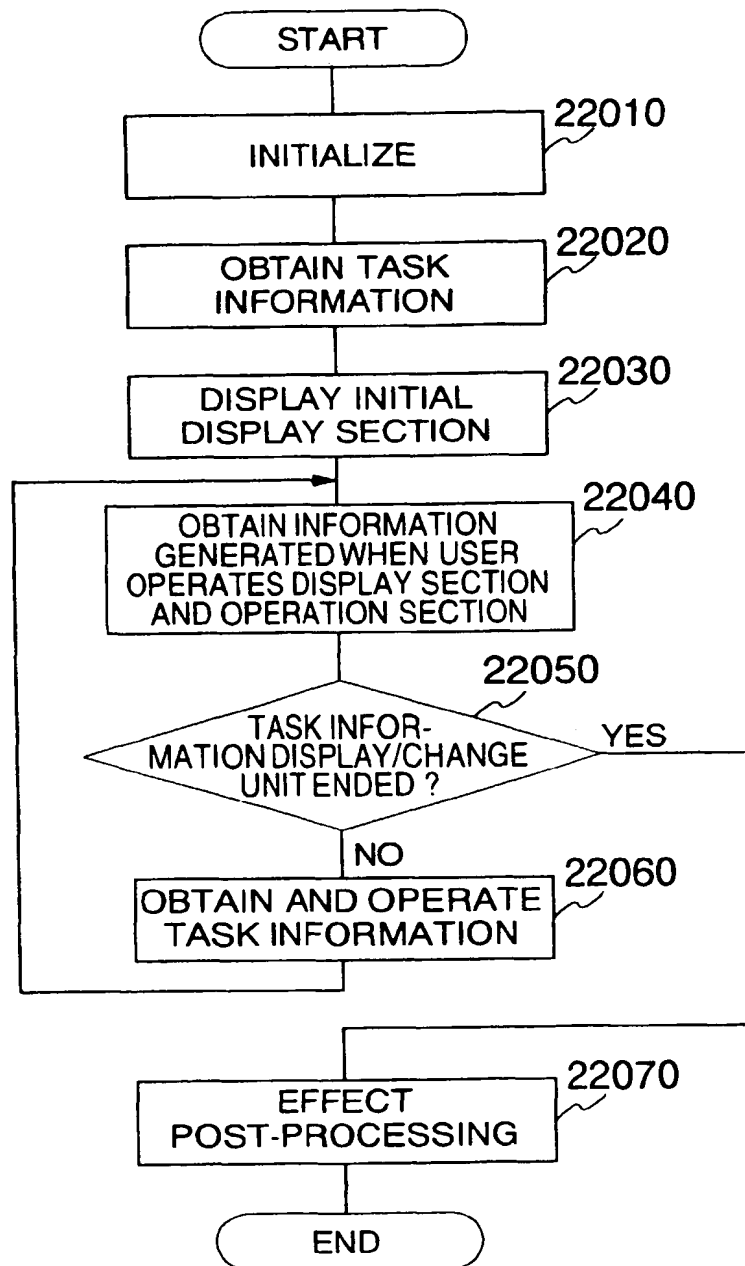 START
22010
INITIALIZE
22020
OBTAIN TASK
INFORMATION
22030
DISPLAY INITIAL
DISPLAY SECTION
22040
OBTAIN INFORMATION
GENERATED WHEN USER
OPERATES DISPLAY SECTION
AND OPERATION SECTION
22050
TASK INFOR-
MATION DISPLAY/CHANGE
UNIT ENDED ?
YES
NO
22060
OBTAIN AND OPERATE
TASK INFORMATION
22070
EFFECT
POST-PROCESSING
END